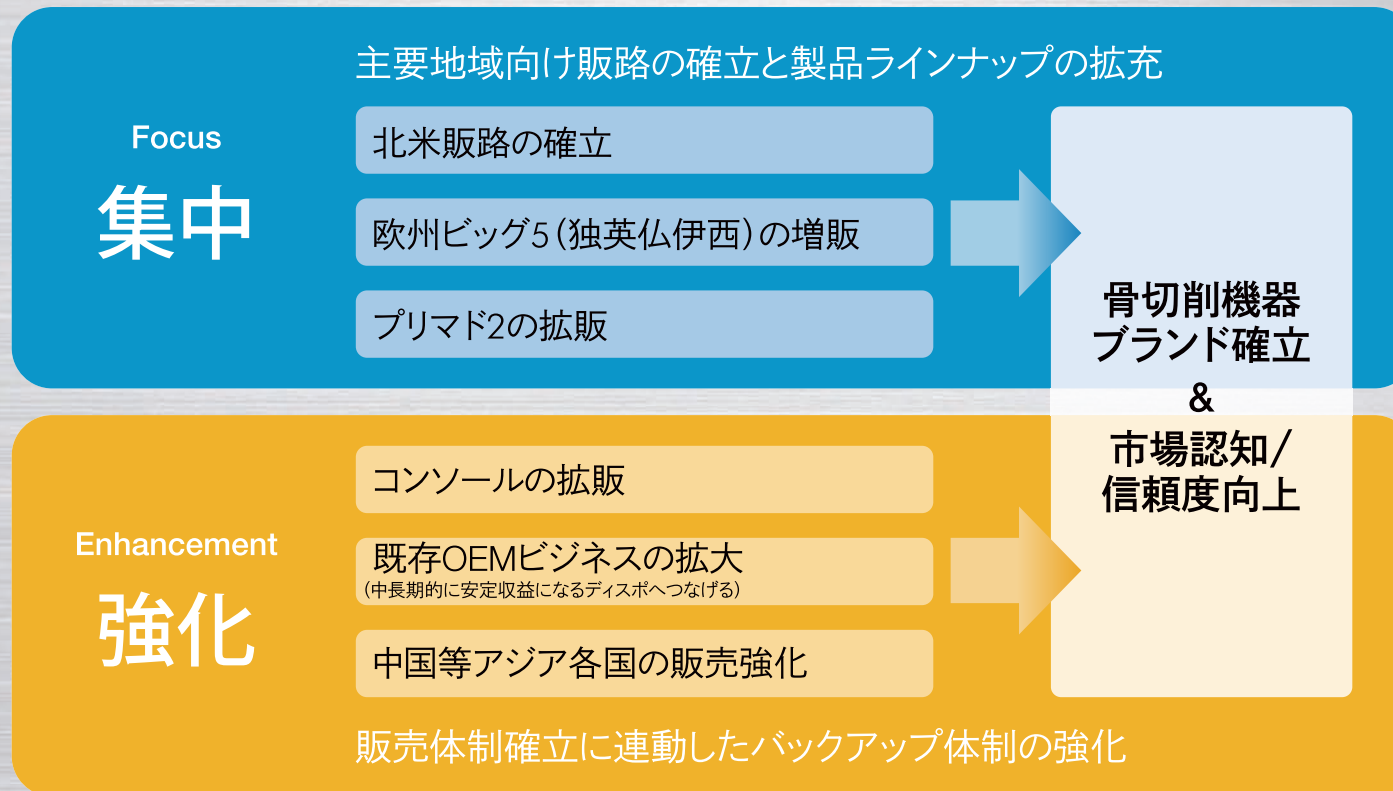 主要地域向け販路の確立と製品ラインナップの拡充
Focus
集中
北米販路の確立
欧州ビッグ5(独英仏伊西)の増販
プリマド2の拡販
骨切削機器
ブランド確立
&
市場認知/
信頼度向上
Enhancement
強化
コンソールの拡販
既存OEMビジネスの拡大
(中長期的に安定収益になるディスポへつなげる)
中国等アジア各国の販売強化
販売体制確立に連動したバックアップ体制の強化